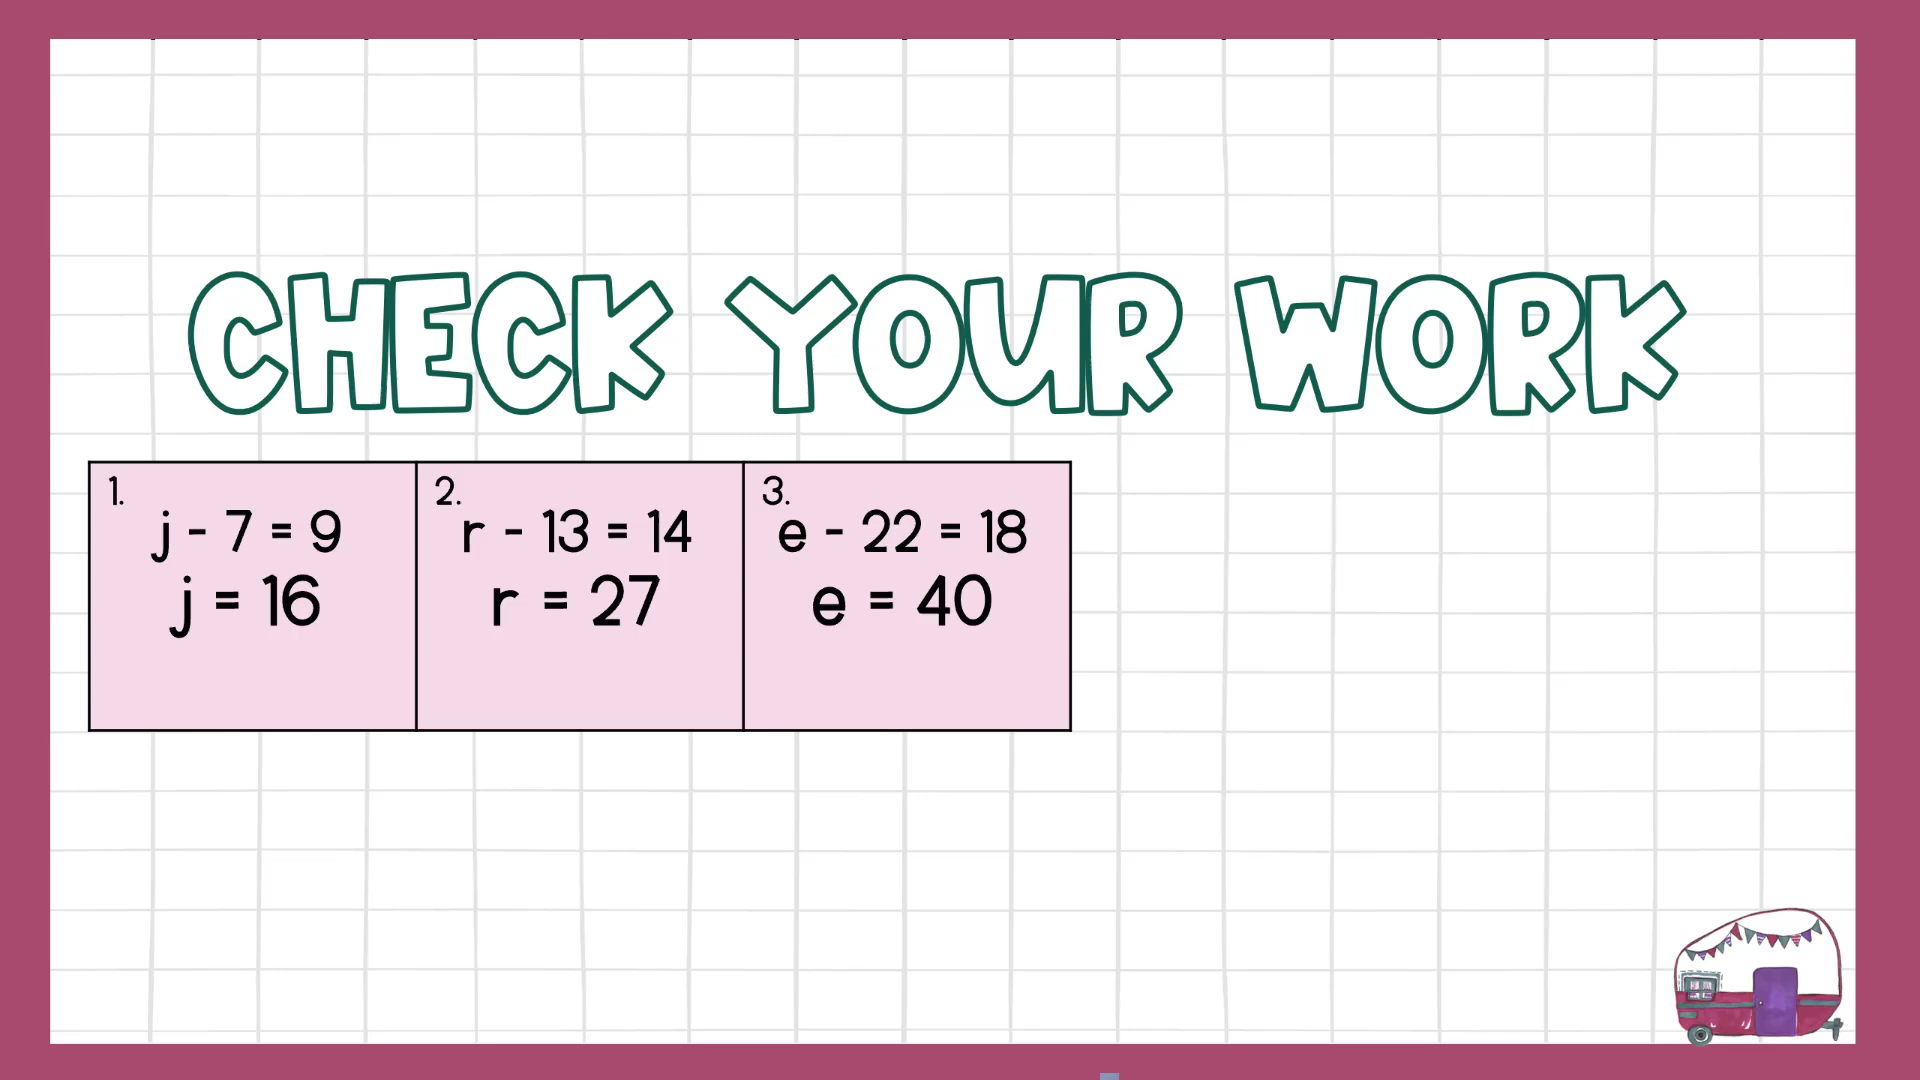 CHECK YOUR WORK
1.
j - 7 = 9
j = 16
2.
r - 13 = 14
r = 27
3.
e - 22 = 18
e = 40